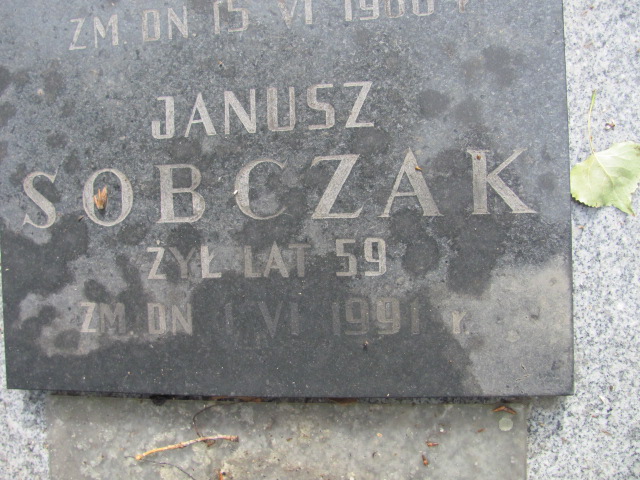 ZM. DN 15 VI
JANUSZ
SOBCZAK
ŻYŁ LAT 59
ZM. DN 1 VI 1991 r.